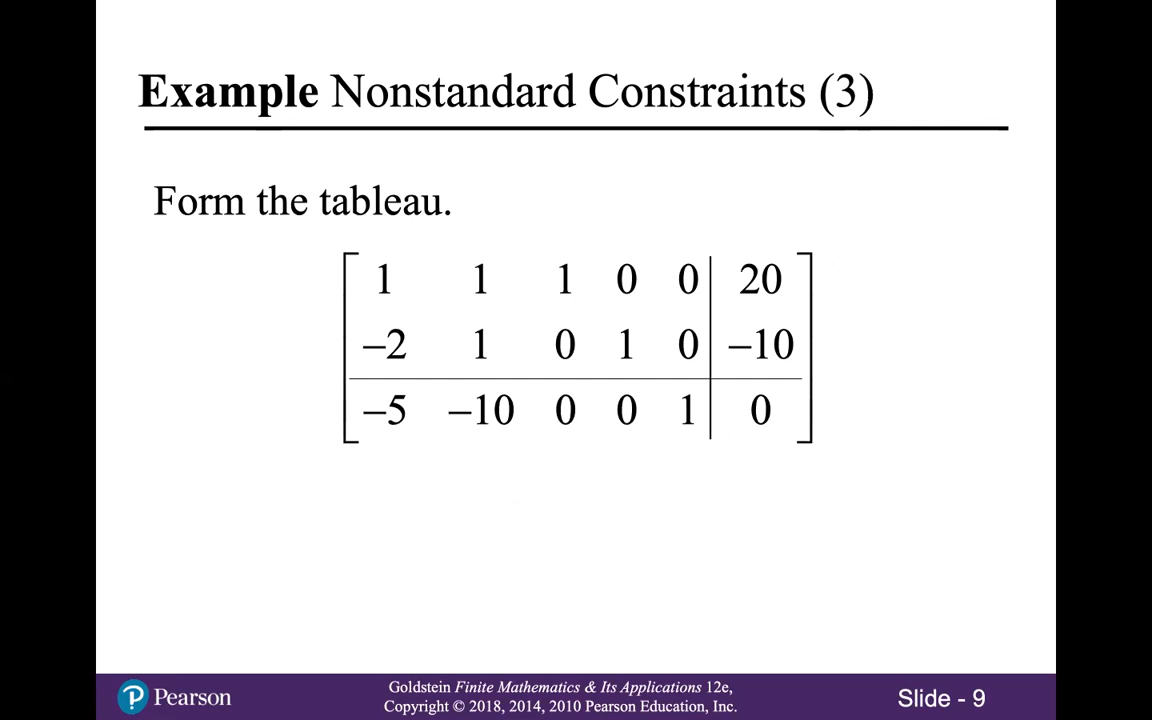 Example Nonstandard Constraints (3)
Form the tableau.
1 1 1 0 0 20
–2 1 0 1 0 –10
–5 –10 0 0 1 0
Pearson
Goldstein Finite Mathematics & Its Applications 12e,
Copyright © 2018, 2014, 2010 Pearson Education, Inc.
Slide - 9